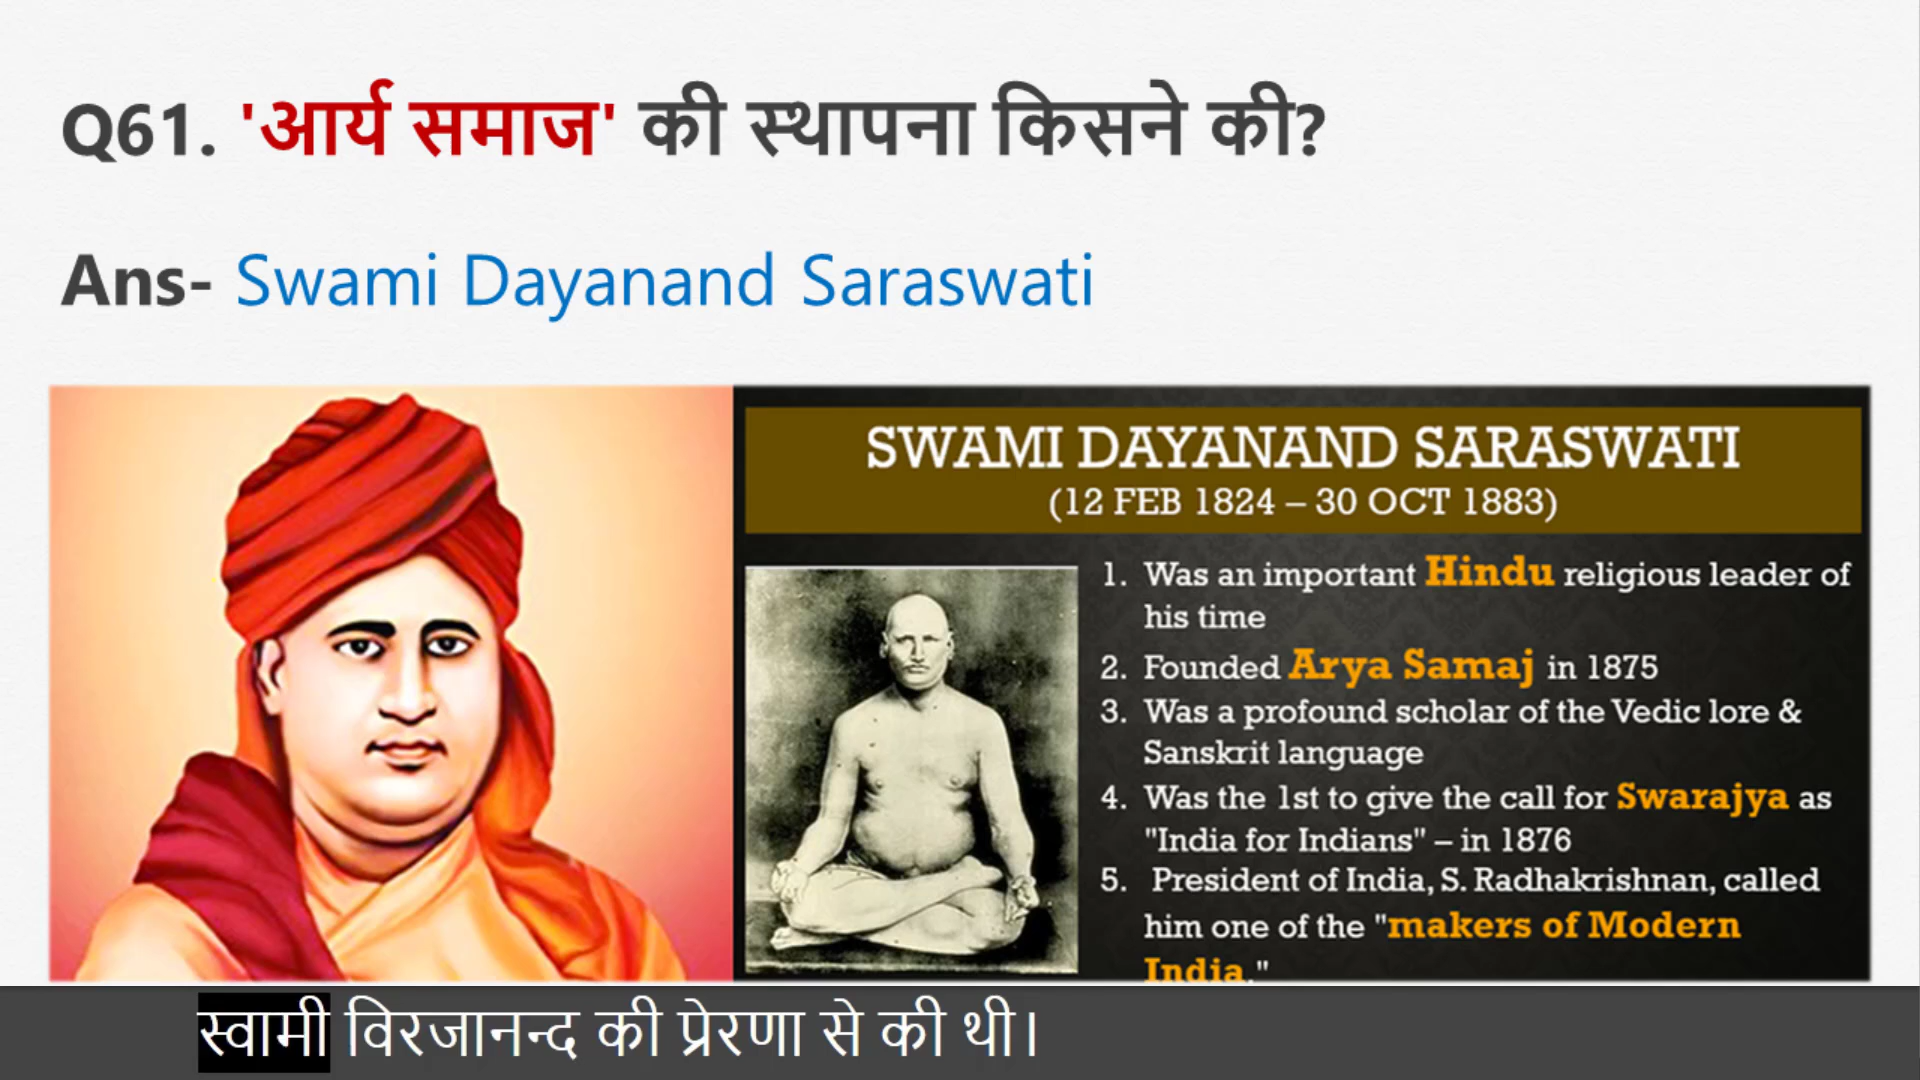 Q61. 'आर्य समाज' की स्थापना किसने की?
Ans- Swami Dayanand Saraswati
SWAMI DAYANAND SARASWATI
(12 FEB 1824 – 30 OCT 1883)
1. Was an important Hindu religious leader of
his time
2. Founded Arya Samaj in 1875
3. Was a profound scholar of the Vedic lore &
Sanskrit language
4. Was the 1st to give the call for Swarajya as
"India for Indians" – in 1876
5. President of India, S. Radhakrishnan, called
him one of the "makers of Modern
India."
स्वामी विरजानन्द की प्रेरणा से की थी।